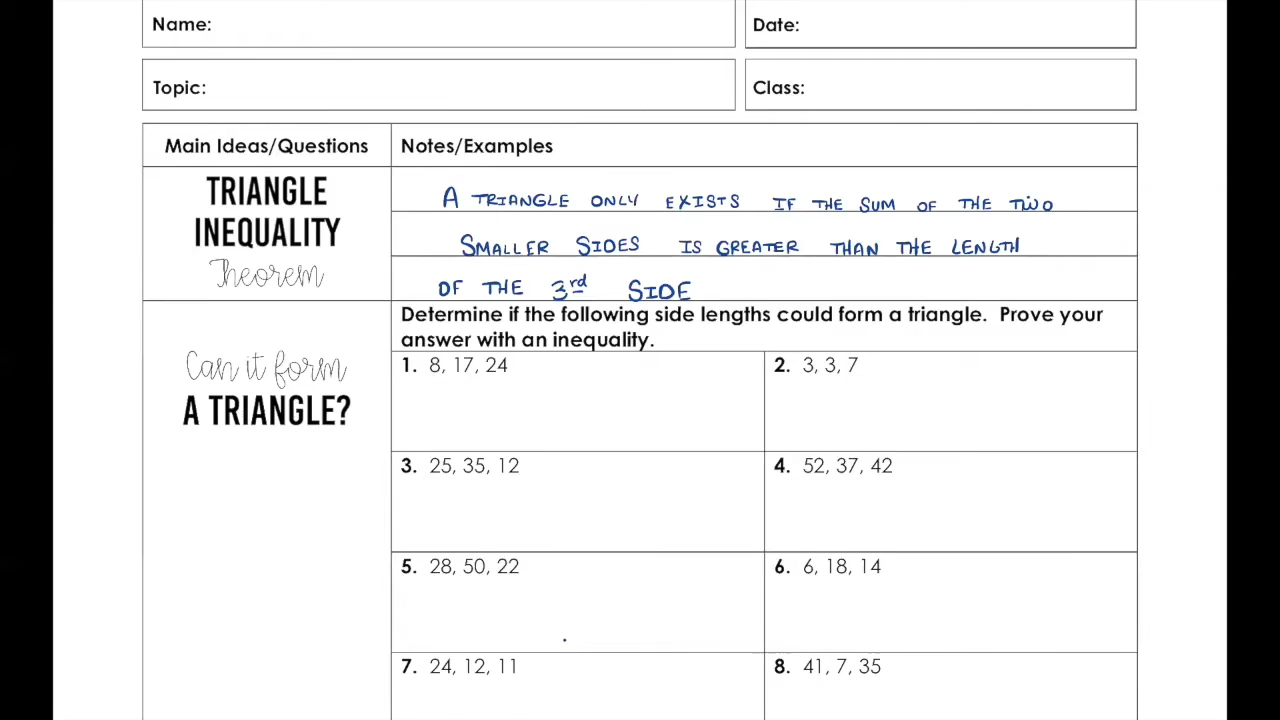 Name:
Date:
Topic:
Class:
Main Ideas/Questions
Notes/Examples
TRIANGLE
INEQUALITY
Theorem
A TRIANGLE ONLY EXISTS IF THE SUM OF THE TWO
SMALLER SIDES IS GREATER THAN THE LENGTH
OF THE 3rd SIDE
Can it form
A TRIANGLE?
Determine if the following side lengths could form a triangle. Prove your
answer with an inequality.
1. 8, 17, 24
2. 3, 3, 7
3. 25, 35, 12
4. 52, 37, 42
5. 28, 50, 22
6. 6, 18, 14
7. 24, 12, 11
8. 41, 7, 35